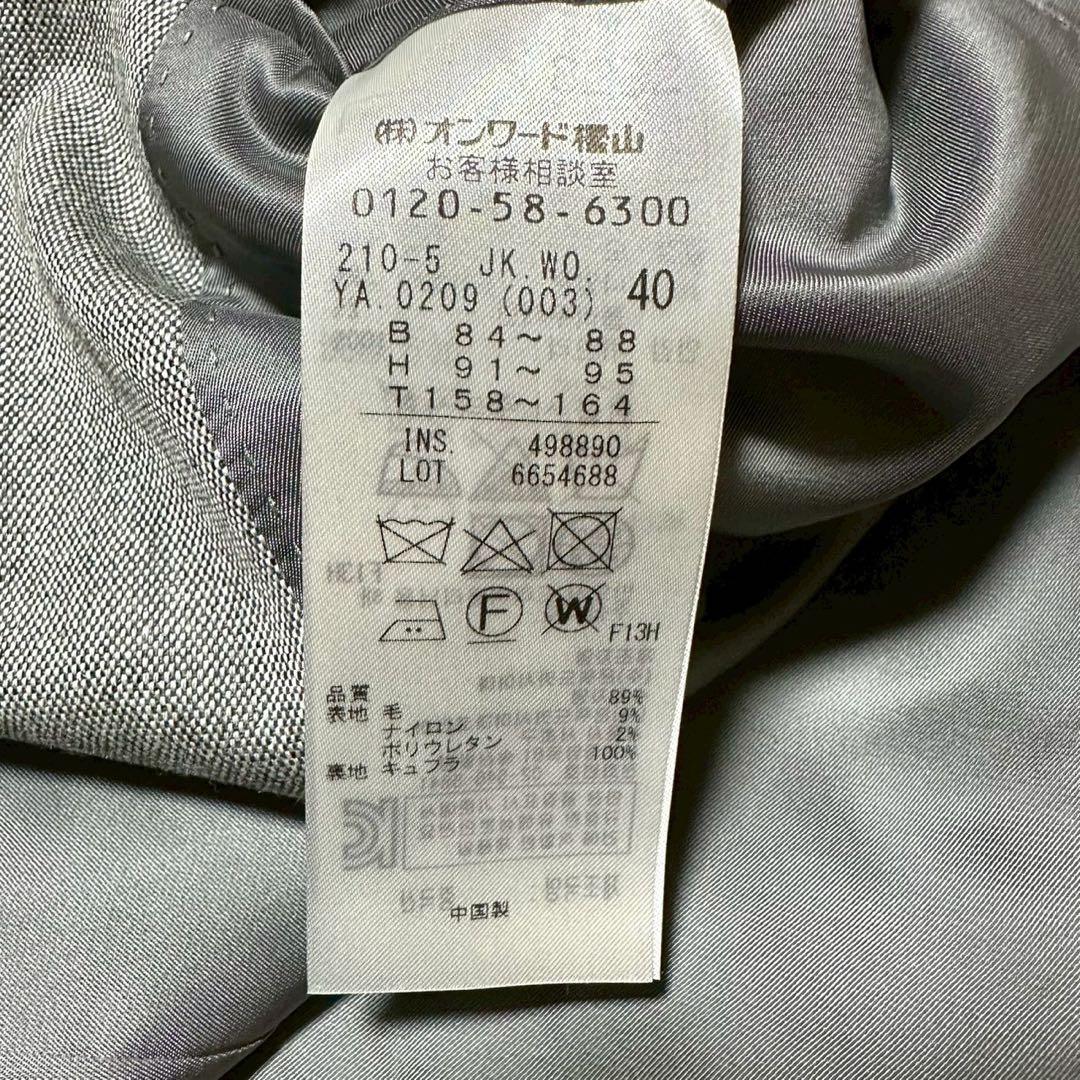 (株)オンワード樫山
お客様相談室
0120-58-6300
210-5 JK.WO.
YA.0209 (003) 40
B 84～ 88
H 91～ 95
T158～164
INS. 498890
LOT 6654688
F W F13H
品質
表地 毛 89%
ナイロン 9%
ポリウレタン 2%
裏地 キュプラ 100%
中国製